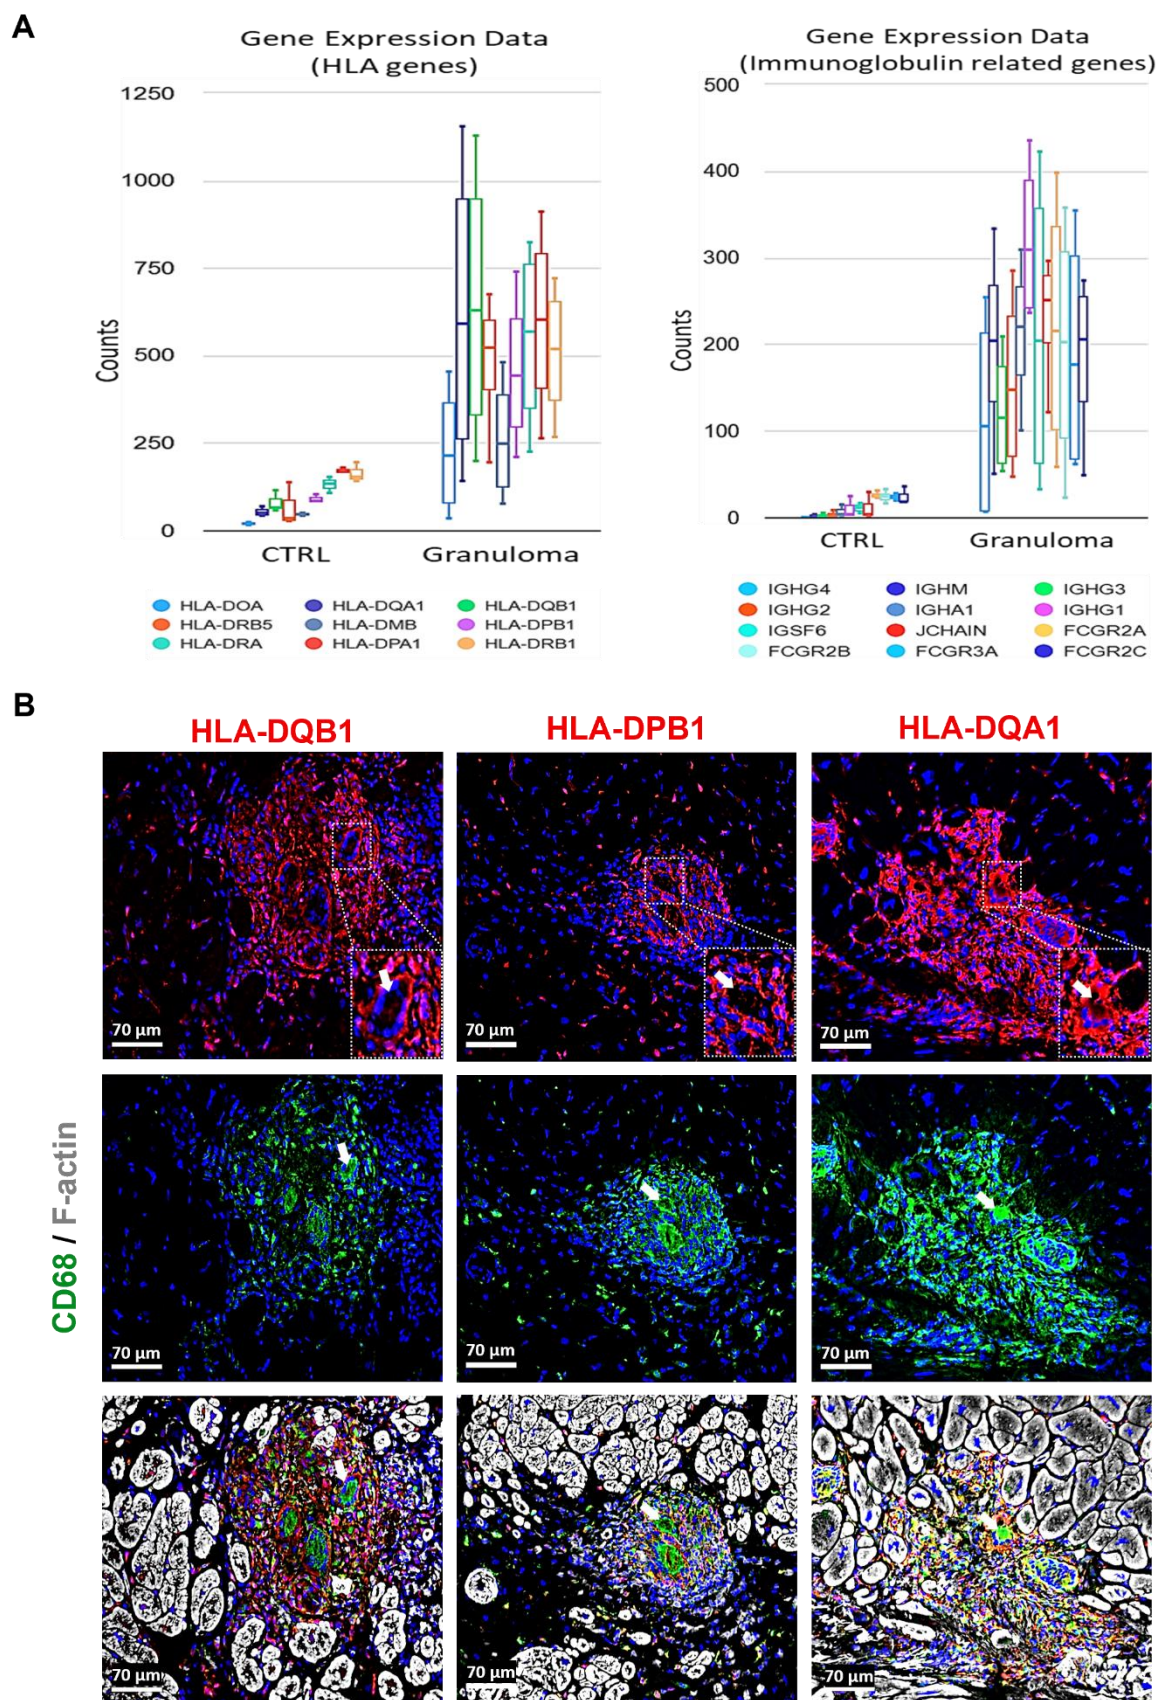 A
Gene Expression Data
(HLA genes)
Counts
1250
1000
750
500
250
0
CTRL
Granuloma
HLA-DOA
HLA-DQA1
HLA-DQB1
HLA-DRB5
HLA-DMB
HLA-DPB1
HLA-DRA
HLA-DPA1
HLA-DRB1
Gene Expression Data
(Immunoglobulin related genes)
Counts
500
400
300
200
100
0
CTRL
Granuloma
IGHG4
IGHM
IGHG3
IGHG2
IGHA1
IGHG1
IGSF6
JCHAIN
FCGR2A
FCGR2B
FCGR3A
FCGR2C
B
HLA-DQB1
HLA-DPB1
HLA-DQA1
70 µm
70 µm
70 µm
CD68 / F-actin
70 µm
70 µm
70 µm
70 µm
70 µm
70 µm